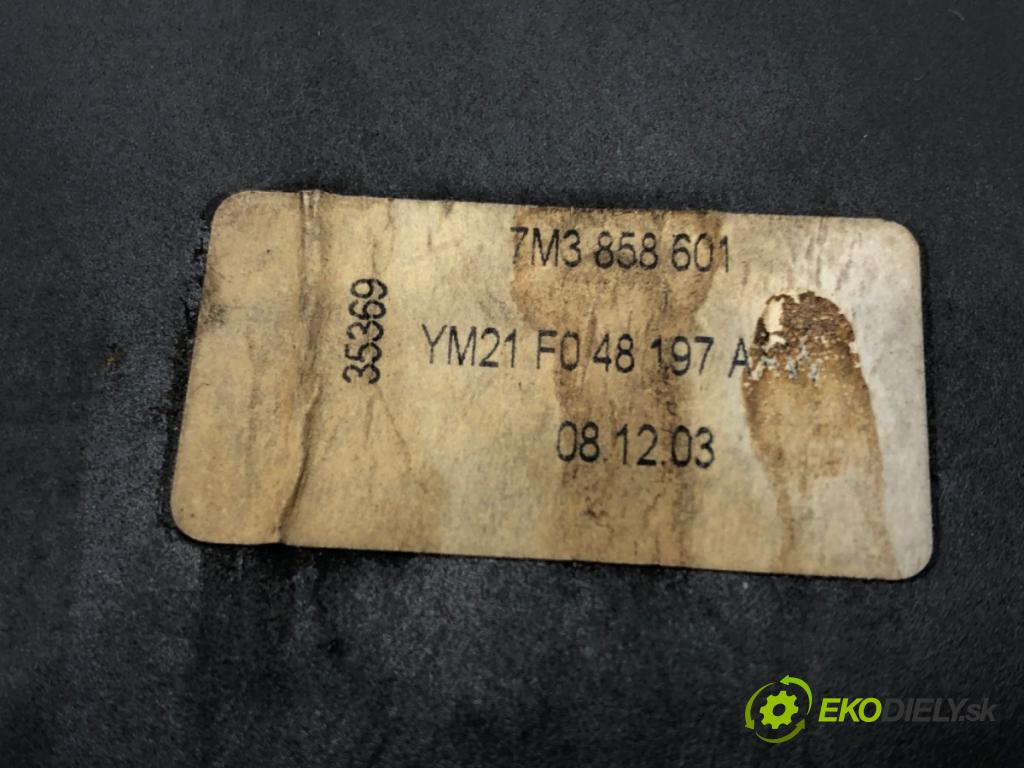 7M3 858 601
35369
YM21 F0 48 197
08.12.03
EKODIELY.sk